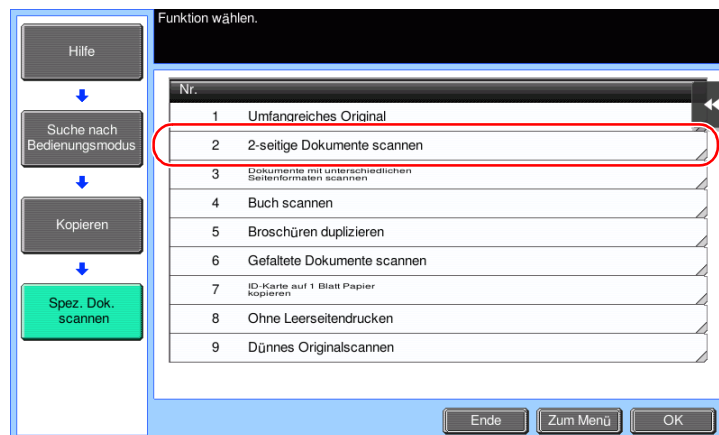 Funktion wählen.
Hilfe
Suche nach
Bedienungsmodus
Kopieren
Spez. Dok.
scannen
Nr.
1 Umfangreiches Original
2 2-seitige Dokumente scannen
3 Dokumente mit unterschiedlichen
Seitenformaten scannen
4 Buch scannen
5 Broschüren duplizieren
6 Gefaltete Dokumente scannen
7 ID-Karte auf 1 Blatt Papier
kopieren
8 Ohne Leerseitendrucken
9 Dünnes Originalscannen
Ende
Zum Menü
OK